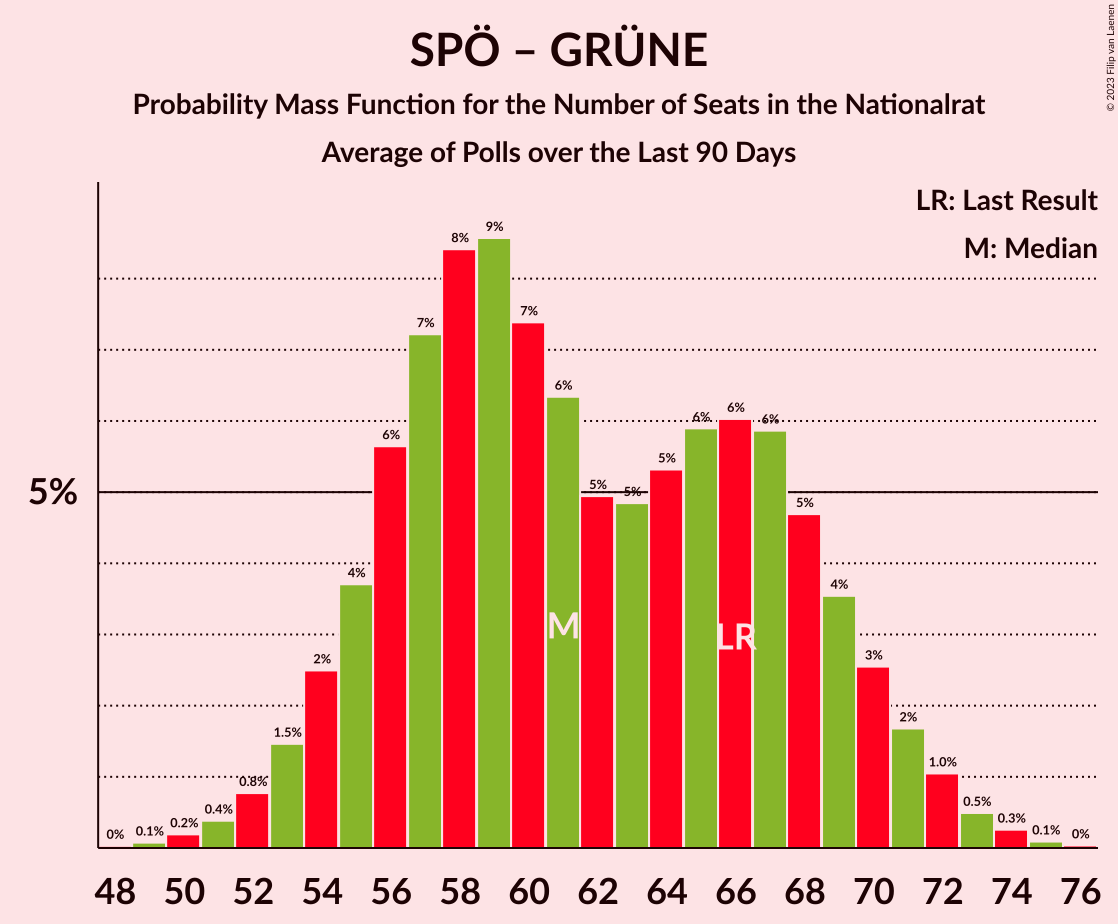 SPÖ – GRÜNE
Probability Mass Function for the Number of Seats in the Nationalrat
Average of Polls over the Last 90 Days
© 2023 Filip van Laenen
LR: Last Result
M: Median
5%
0% 0.1% 0.2% 0.4% 0.8% 1.5% 2% 4% 6% 7% 8% 9% 7% 6% 5% 5% 5% 6% 6% 6% 5% 4% 3% 2% 1.0% 0.5% 0.3% 0.1% 0%
M LR
48 50 52 54 56 58 60 62 64 66 68 70 72 74 76